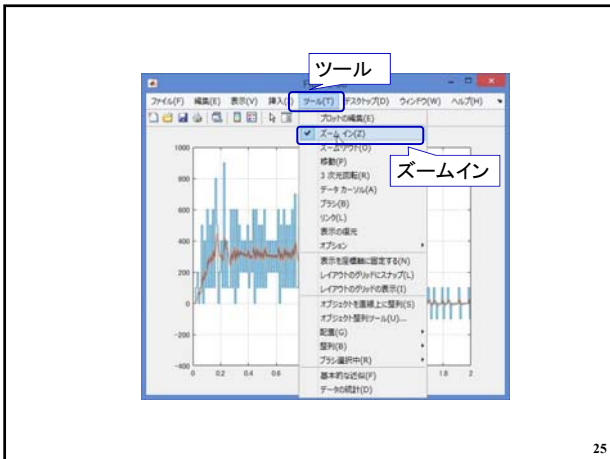 ツール
ファイル(F) 編集(E) 表示(V) 挿入(I) ツール(T) デスクトップ(D) ウィンドウ(W) ヘルプ(H)
プロットの編集(E)
ズーム イン(Z)
ズーム アウト(O)
ズームイン
移動(P)
3 次元回転(R)
データ カーソル(A)
ブラシ(B)
リンク(L)
表示の復元
オプション
表示を座標軸に固定する(N)
レイアウトのグリッドにスナップ(L)
レイアウトのグリッドの表示(I)
オブジェクトを直線上に整列(S)
オブジェクト整列ツール(U)...
配置(G)
整列(B)
ブラシ選択中(R)
基本的な近似(F)
データの統計(D)
1000
800
600
400
200
0
-200
-400
0 0.2 0.4 0.6 1.8 2
25